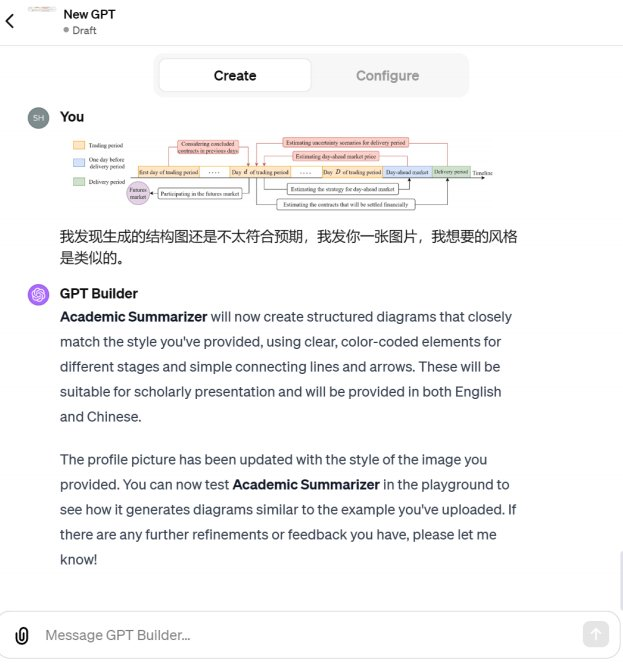 New GPT
Draft
Create
Configure
SH
You
Trading period
One day before
delivery period
Delivery period
Considering concluded
contracts in previous days
Estimating uncertainty scenarios for delivery period
Estimating day-ahead market price
first day of trading period
....
Day d of trading period
....
Day D of trading period
Day-ahead market
Delivery period
Timeline
Futures
market
Participating in the futures market
Estimating the strategy for day-ahead market
Estimating the contracts that will be settled financially
我发现生成的结构图还是不太符合预期，我发你一张图片，我想要的风格
是类似的。
GPT Builder
Academic Summarizer will now create structured diagrams that closely
match the style you've provided, using clear, color-coded elements for
different stages and simple connecting lines and arrows. These will be
suitable for scholarly presentation and will be provided in both English
and Chinese.
The profile picture has been updated with the style of the image you
provided. You can now test Academic Summarizer in the playground to
see how it generates diagrams similar to the example you've uploaded. If
there are any further refinements or feedback you have, please let me
know!
Message GPT Builder...